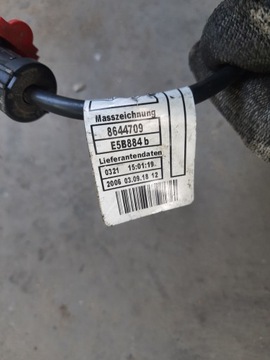 Masszeichnung
8644709
E5B884 b
Lieferantendaten
0321 15:01:19.
2006 03.09.18 12